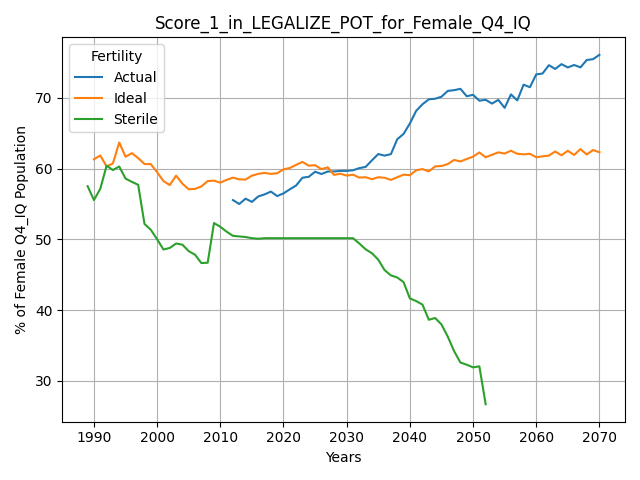 Score_1_in_LEGALIZE_POT_for_Female_Q4_IQ
Fertility
Actual
Ideal
Sterile
% of Female Q4_IQ Population
70
60
50
40
30
1990
2000
2010
2020
2030
2040
2050
2060
2070
Years